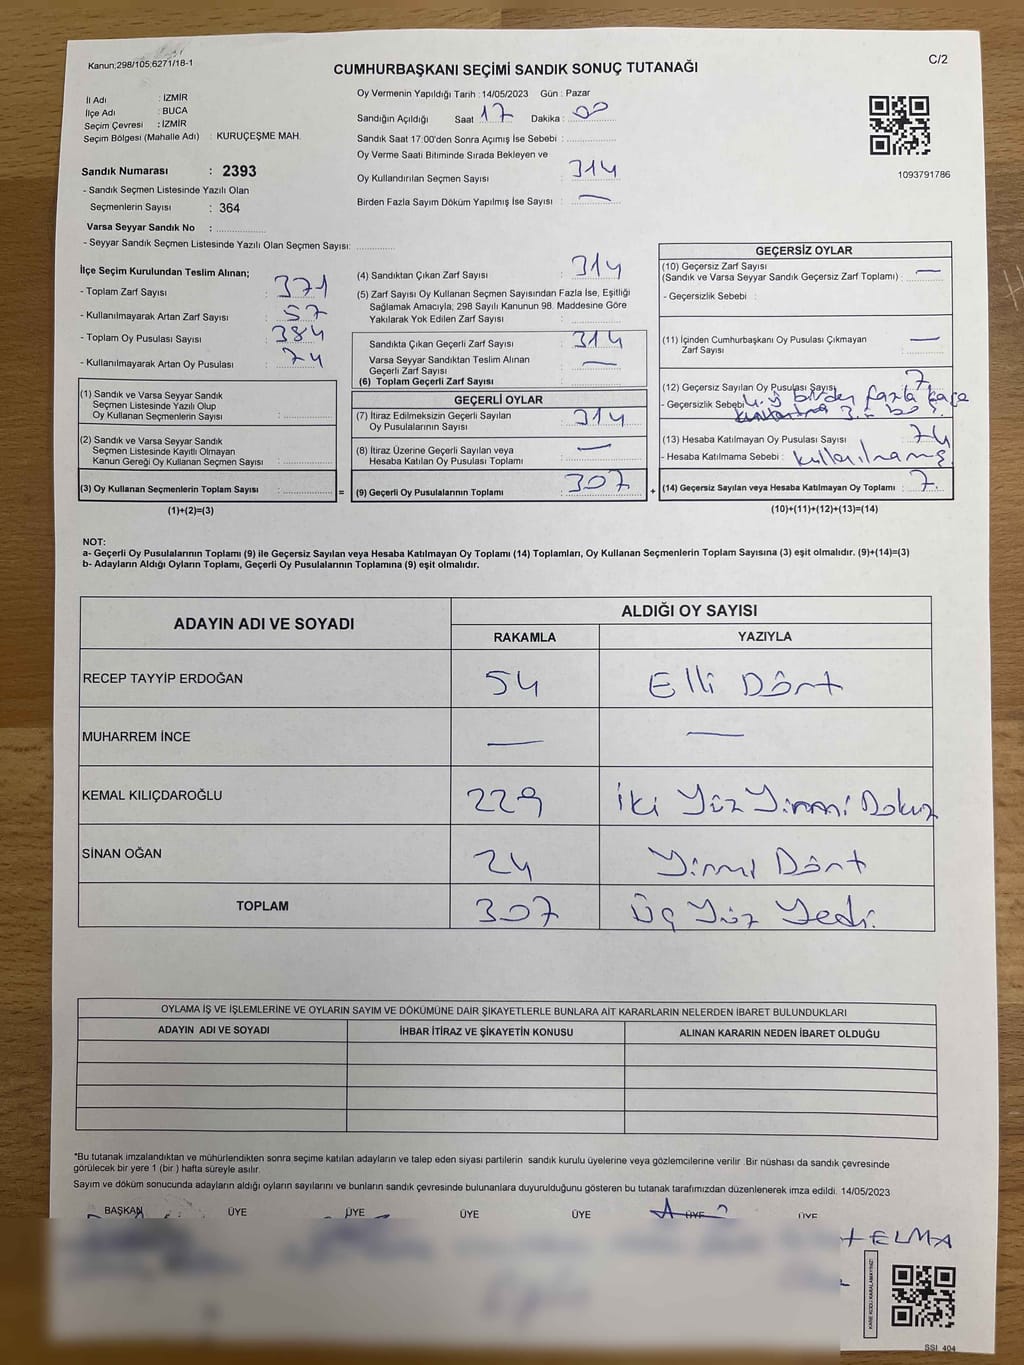 Kanun;298/105;6271/18-1
C/2
CUMHURBAŞKANI SEÇİMİ SANDIK SONUÇ TUTANAĞI
İl Adı : İZMİR
İlçe Adı : BUCA
Seçim Çevresi : İZMİR
Seçim Bölgesi (Mahalle Adı) : KURUÇEŞME MAH.
Sandık Numarası : 2393
- Sandık Seçmen Listesinde Yazılı Olan
Seçmenlerin Sayısı : 364
Varsa Seyyar Sandık No :
- Seyyar Sandık Seçmen Listesinde Yazılı Olan Seçmen Sayısı:
Oy Vermenin Yapıldığı Tarih : 14/05/2023 Gün : Pazar
Sandığın Açıldığı Saat 17 Dakika : 00
Sandık Saat 17:00'den Sonra Açılmış İse Sebebi :
Oy Verme Saati Bitiminde Sırada Bekleyen ve
Oy Kullandırılan Seçmen Sayısı : 314
Birden Fazla Sayım Döküm Yapılmış İse Sayısı : —
1093791786
İlçe Seçim Kurulundan Teslim Alınan;
- Toplam Zarf Sayısı : 371
- Kullanılmayarak Artan Zarf Sayısı : 57
- Toplam Oy Pusulası Sayısı : 384
- Kullanılmayarak Artan Oy Pusulası : 74
(1) Sandık ve Varsa Seyyar Sandık
Seçmen Listesinde Yazılı Olup
Oy Kullanan Seçmenlerin Sayısı :
(2) Sandık ve Varsa Seyyar Sandık
Seçmen Listesinde Kayıtlı Olmayan
Kanun Gereği Oy Kullanan Seçmen Sayısı :
(3) Oy Kullanan Seçmenlerin Toplam Sayısı :
(1)+(2)=(3)
(4) Sandıktan Çıkan Zarf Sayısı : 314
(5) Zarf Sayısı Oy Kullanan Seçmen Sayısından Fazla İse, Eşitliği
Sağlamak Amacıyla; 298 Sayılı Kanunun 98. Maddesine Göre
Yakılarak Yok Edilen Zarf Sayısı :
Sandıkta Çıkan Geçerli Zarf Sayısı : 314
Varsa Seyyar Sandıktan Teslim Alınan
Geçerli Zarf Sayısı : —
(6) Toplam Geçerli Zarf Sayısı :
GEÇERLİ OYLAR
(7) İtiraz Edilmeksizin Geçerli Sayılan
Oy Pusulalarının Sayısı : 314
(8) İtiraz Üzerine Geçerli Sayılan veya
Hesaba Katılan Oy Pusulası Toplamı : —
= (9) Geçerli Oy Pusulalarının Toplamı : 307
GEÇERSİZ OYLAR
(10) Geçersiz Zarf Sayısı
(Sandık ve Varsa Seyyar Sandık Geçersiz Zarf Toplamı) : —
- Geçersizlik Sebebi :
(11) İçinden Cumhurbaşkanı Oy Pusulası Çıkmayan
Zarf Sayısı : —
(12) Geçersiz Sayılan Oy Pusulası Sayısı 7
- Geçersizlik Sebebi birden fazla
(13) Hesaba Katılmayan Oy Pusulası Sayısı : 74
- Hesaba Katılmama Sebebi : kullanılmamış
+ (14) Geçersiz Sayılan veya Hesaba Katılmayan Oy Toplamı : 7.
(10)+(11)+(12)+(13)=(14)
NOT:
a- Geçerli Oy Pusulalarının Toplamı (9) ile Geçersiz Sayılan veya Hesaba Katılmayan Oy Toplamı (14) Toplamları, Oy Kullanan Seçmenlerin Toplam Sayısına (3) eşit olmalıdır. (9)+(14)=(3)
b- Adayların Aldığı Oyların Toplamı, Geçerli Oy Pusulalarının Toplamına (9) eşit olmalıdır.
ADAYIN ADI VE SOYADI
ALDIĞI OY SAYISI
RAKAMLA YAZIYLA
RECEP TAYYİP ERDOĞAN 54 Elli Dört
MUHARREM İNCE — —
KEMAL KILIÇDAROĞLU 229 İki Yüz Yirmi Dokuz
SİNAN OĞAN 24 Yirmi Dört
TOPLAM 307 Üç Yüz Yedi.
OYLAMA İŞ VE İŞLEMLERİNE VE OYLARIN SAYIM VE DÖKÜMÜNE DAİR ŞİKAYETLERLE BUNLARA AİT KARARLARIN NELERDEN İBARET BULUNDUKLARI
ADAYIN ADI VE SOYADI İHBAR İTİRAZ VE ŞİKAYETİN KONUSU ALINAN KARARIN NEDEN İBARET OLDUĞU
*Bu tutanak imzalandıktan ve mühürlendikten sonra seçime katılan adayların ve talep eden siyasi partilerin sandık kurulu üyelerine veya gözlemcilerine verilir .Bir nüshası da sandık çevresinde
görülecek bir yere 1 (bir ) hafta süreyle asılır.
Sayım ve döküm sonucunda adayların aldığı oyların sayılarını ve bunların sandık çevresinde bulunanlara duyurulduğunu gösteren bu tutanak tarafımızdan düzenlenerek imza edildi. 14/05/2023
BAŞKAN ÜYE ÜYE ÜYE ÜYE ÜYE ÜYE
KARE KODU KARALAMAYINIZ!
SSİ_404